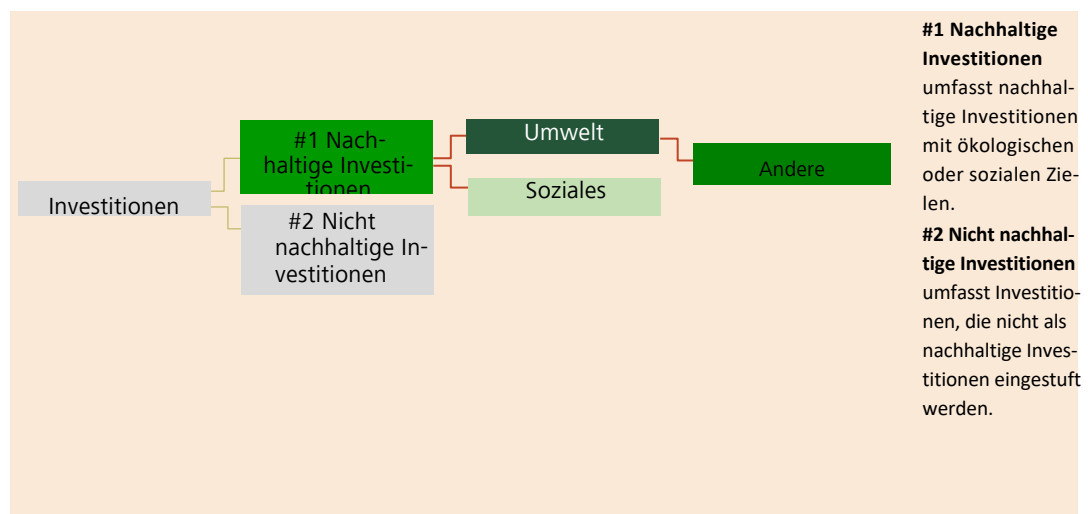 Investitionen
#1 Nach-
haltige Investi-
tionen
#2 Nicht
nachhaltige In-
vestitionen
Umwelt
Soziales
Andere
#1 Nachhaltige
Investitionen
umfasst nachhal-
tige Investitionen
mit ökologischen
oder sozialen Zie-
len.
#2 Nicht nachhal-
tige Investitionen
umfasst Investitio-
nen, die nicht als
nachhaltige Inves-
titionen eingestuft
werden.